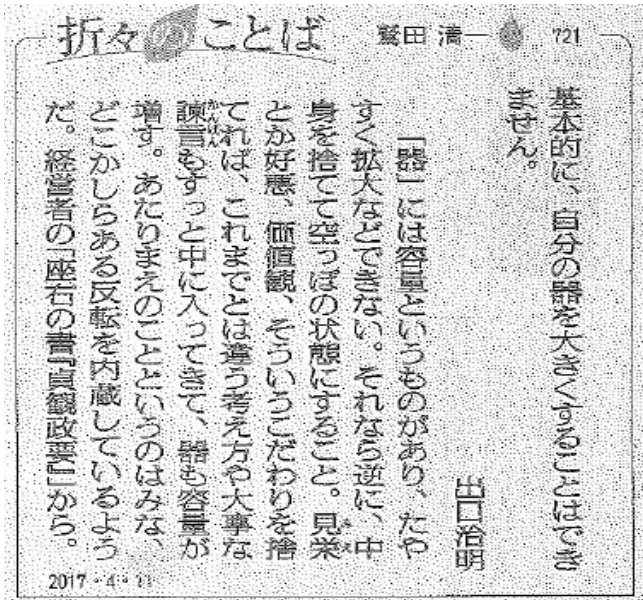 折々のことば
鷲田 清一
721
基本的に、自分の器を大きくすることはでき
ません。
出口治明
「器」には容量というものがあり、たや
すく拡大などできない。それなら逆に、中
身を捨てて空っぽの状態にすること。見栄
とか好悪、価値観、そういうこだわりを捨
てれば、これまでとは違う考え方や大事な
諫言もすっと中に入ってきて、器も容量が
増す。あたりまえのことというのはみな、
どこかしらある反転を内蔵しているよう
だ。経営者の「座右の書『貞観政要』」から。
2017・4・11